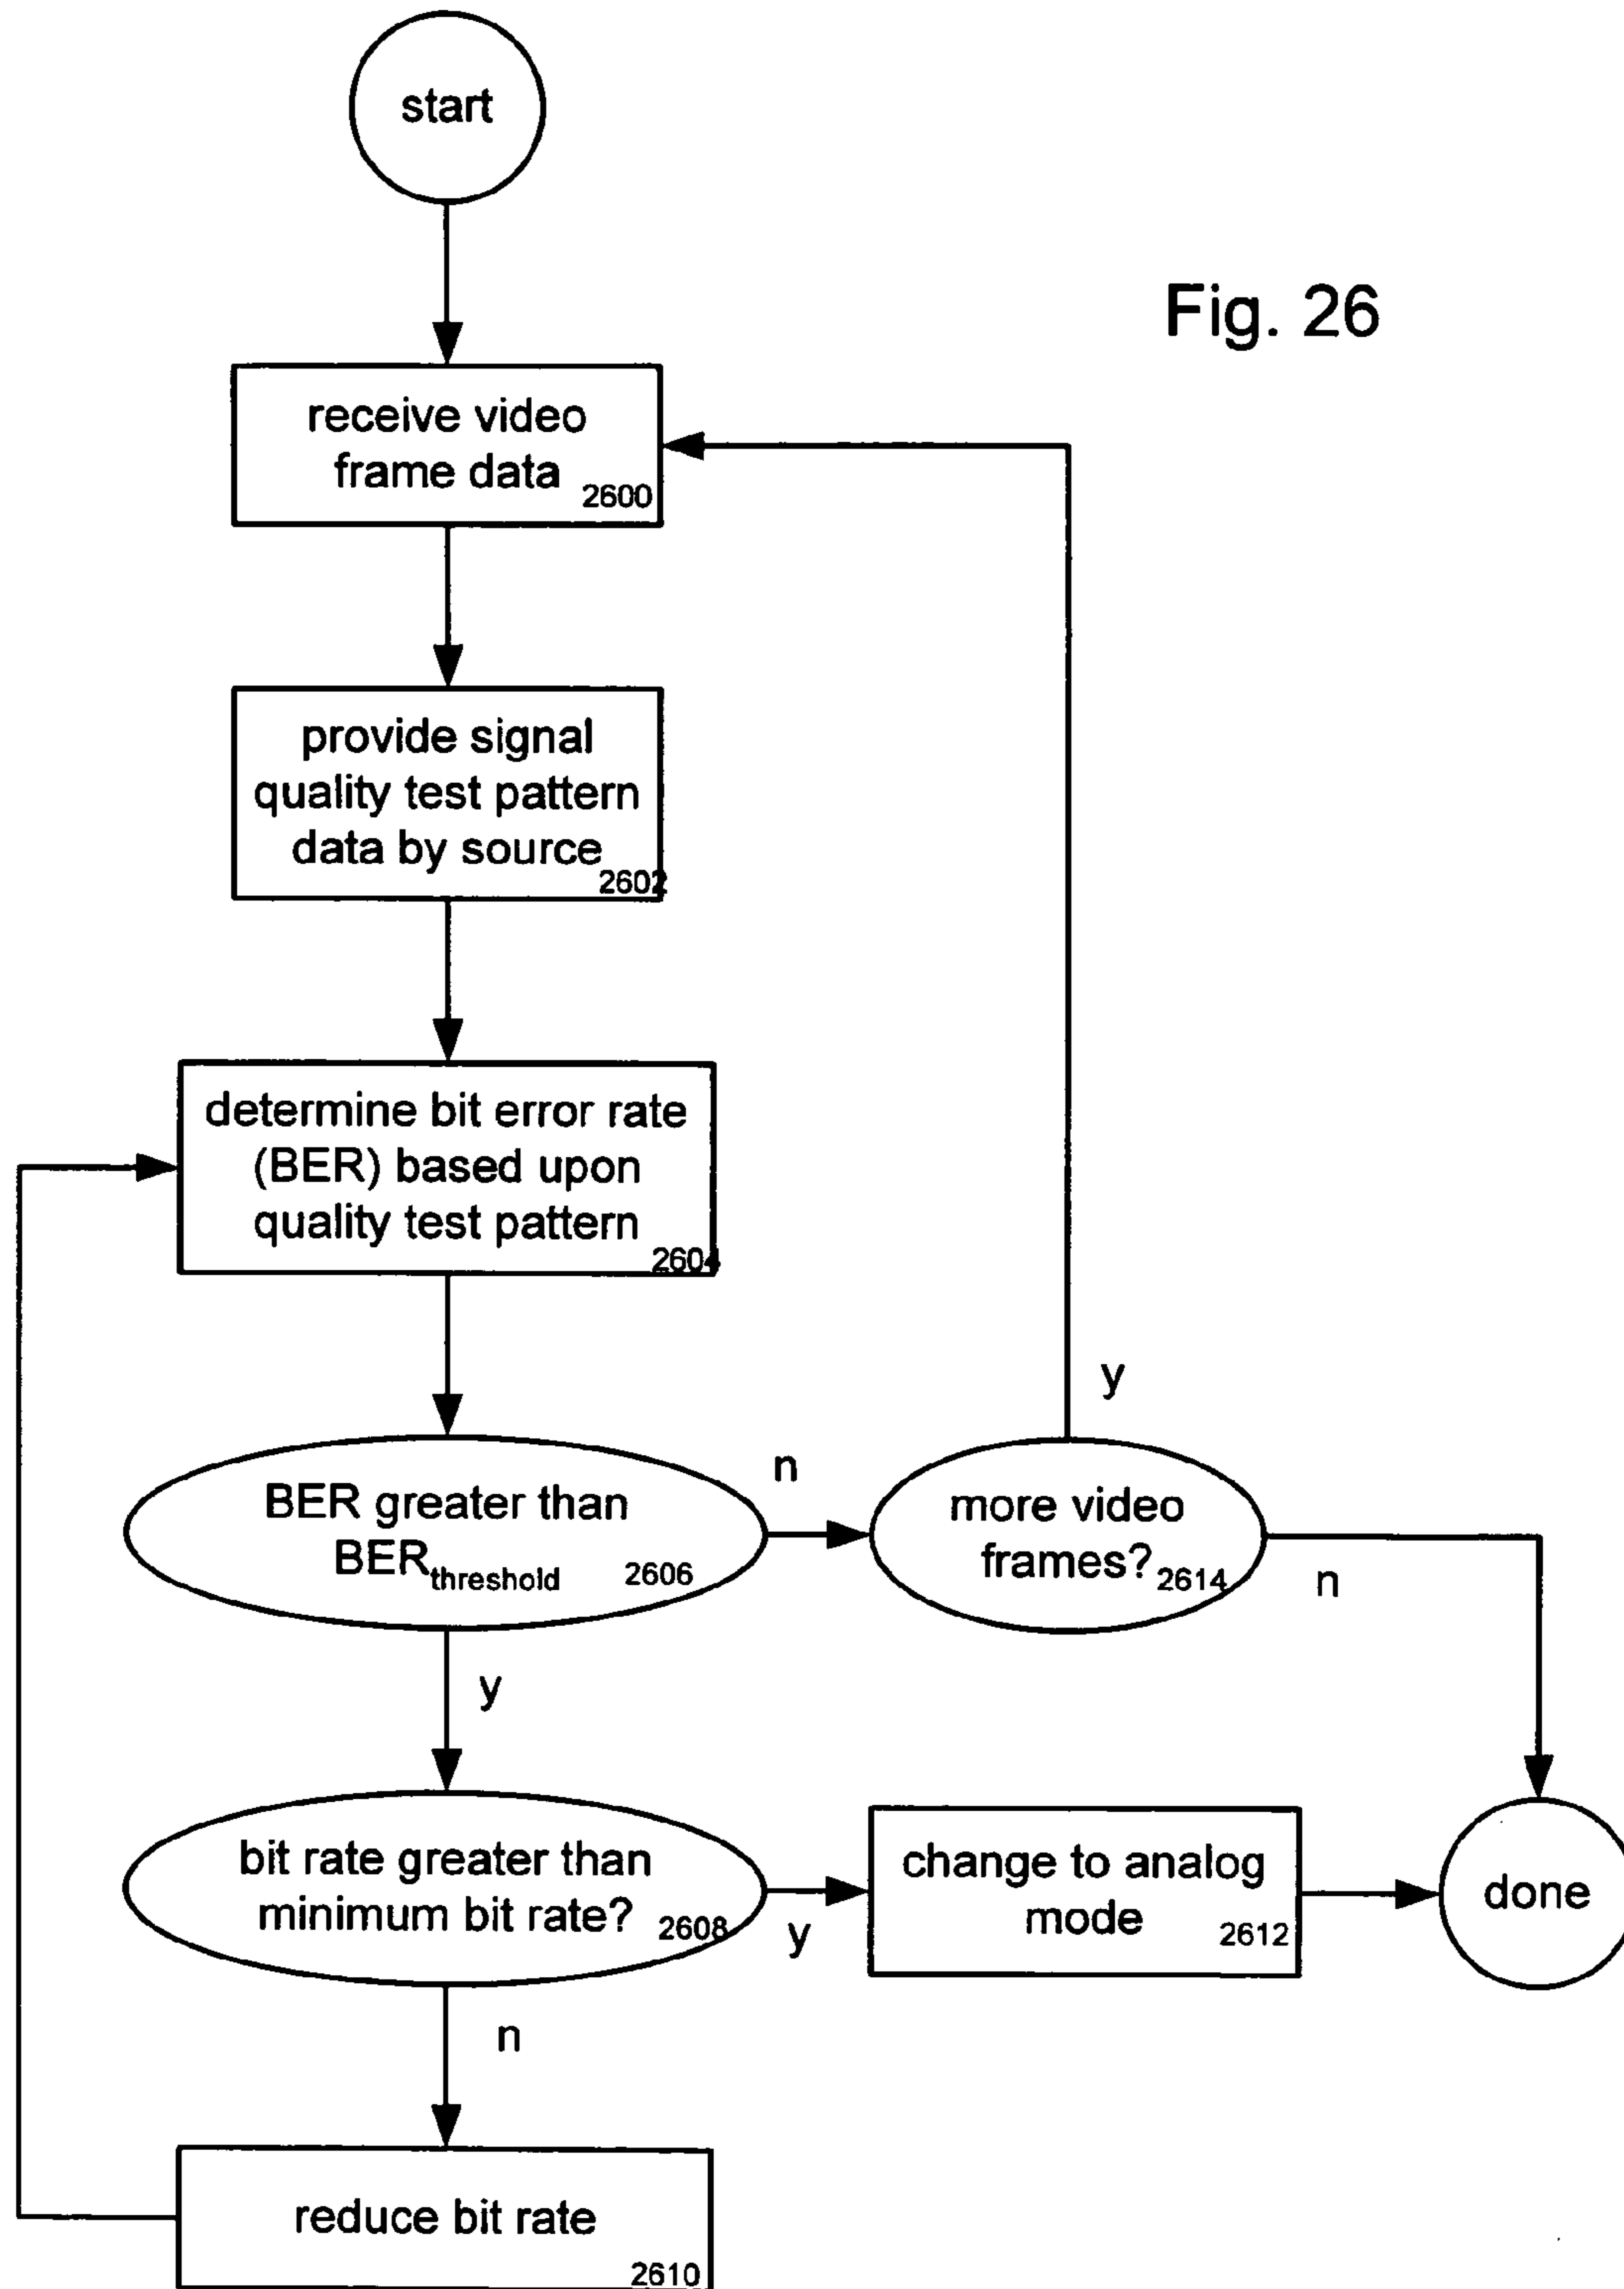 start
Fig. 26
receive video
frame data
2600
provide signal
quality test pattern
data by source
2602
determine bit error rate
(BER) based upon
quality test pattern
2604
y
BER greater than
BERthreshold 2606
n
more video
frames? 2614
n
y
bit rate greater than
minimum bit rate? 2608
y
change to analog
mode
2612
done
n
reduce bit rate
2610